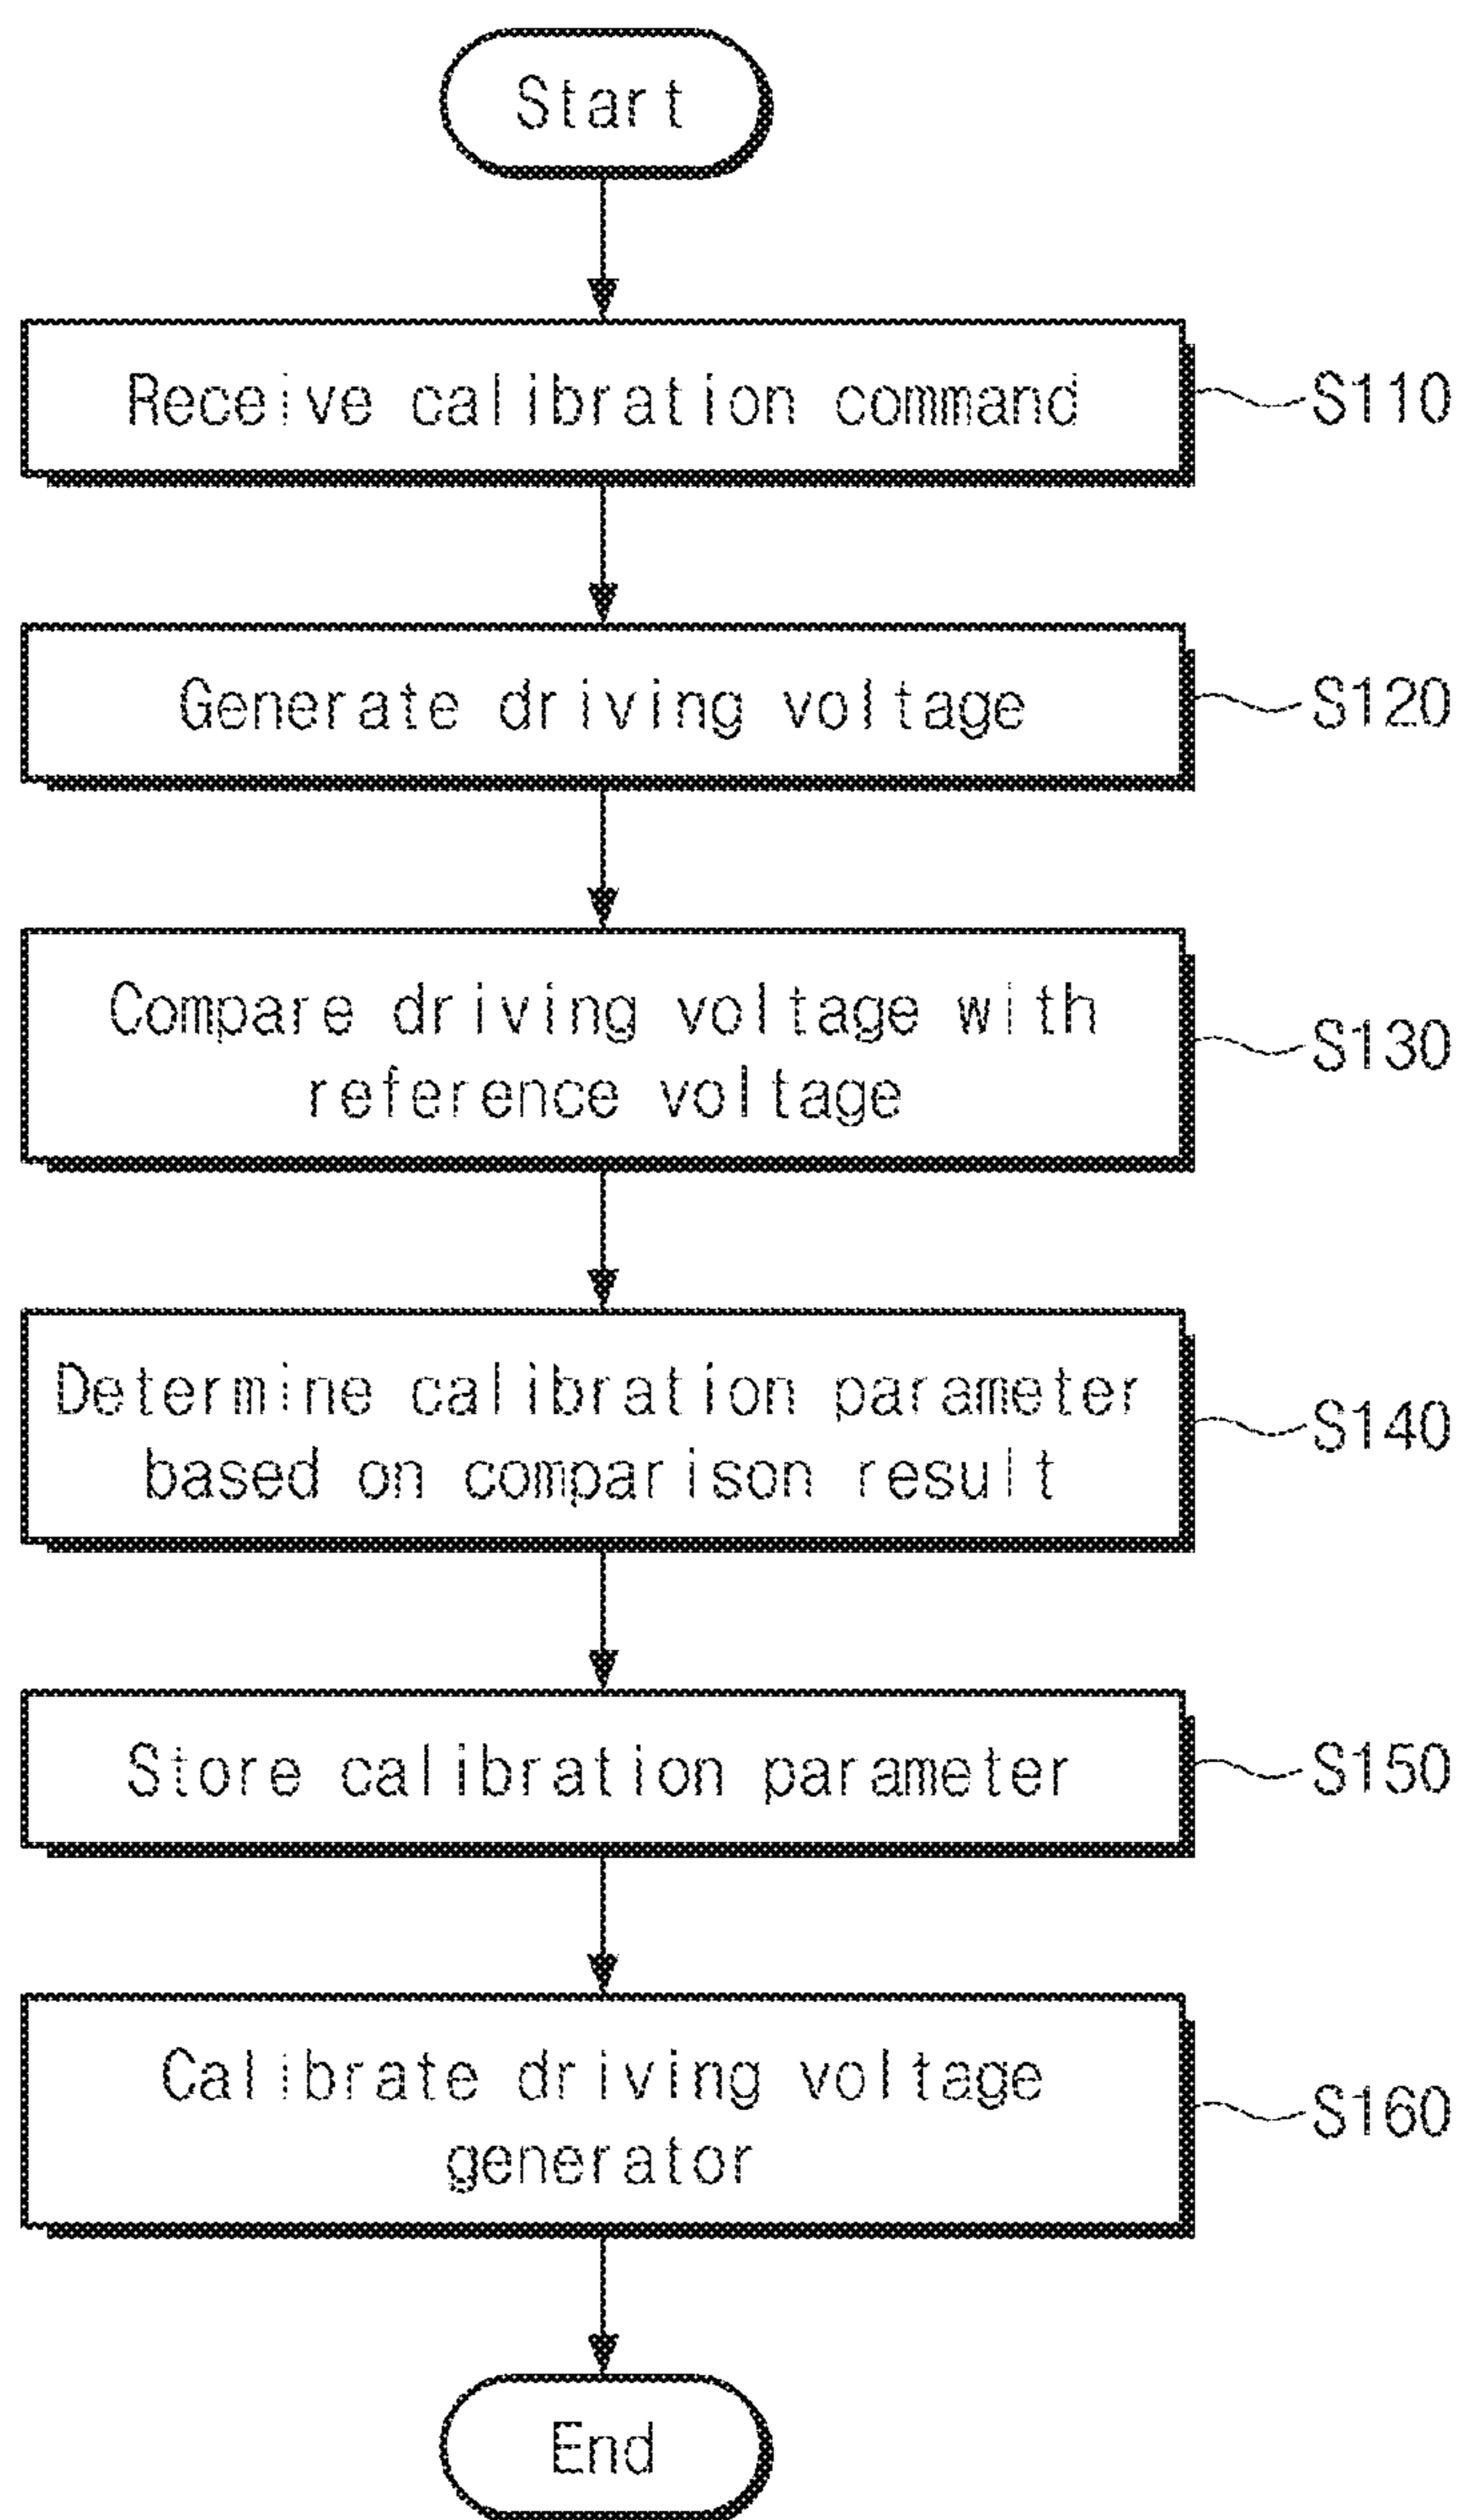 Start
Receive calibration command
S110
Generate driving voltage
S120
Compare driving voltage with
reference voltage
S130
Determine calibration parameter
based on comparison result
S140
Store calibration parameter
S150
Calibrate driving voltage
generator
S160
End